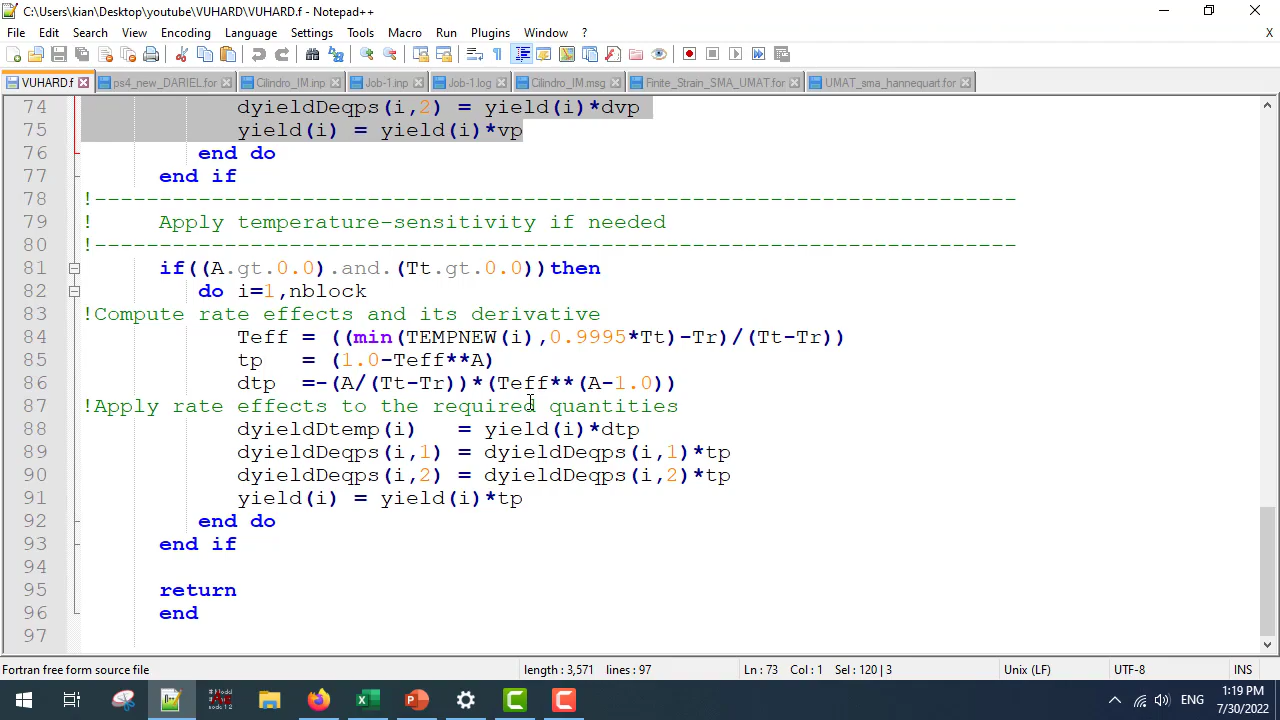 C:\Users\kian\Desktop\youtube\VUHARD\VUHARD.f - Notepad++
File Edit Search View Encoding Language Settings Tools Macro Run Plugins Window ? X
VUHARD.f ps4_new_DARIEL.for Cilindro_IM.inp Job-1.inp Job-1.log Cilindro_IM.msg Finite_Strain_SMA_UMAT.for UMAT_sma_hannequart.for
74 dyieldDeqps(i,2) = yield(i)*dvp
75 yield(i) = yield(i)*vp
76 end do
77 end if
78 !-----------------------------------------------------------------------
79 ! Apply temperature-sensitivity if needed
80 !-----------------------------------------------------------------------
81 if((A.gt.0.0).and.(Tt.gt.0.0))then
82 do i=1,nblock
83 !Compute rate effects and its derivative
84 Teff = ((min(TEMPNEW(i),0.9995*Tt)-Tr)/(Tt-Tr))
85 tp = (1.0-Teff**A)
86 dtp =-(A/(Tt-Tr))*(Teff**(A-1.0))
87 !Apply rate effects to the required quantities
88 dyieldDtemp(i) = yield(i)*dtp
89 dyieldDeqps(i,1) = dyieldDeqps(i,1)*tp
90 dyieldDeqps(i,2) = dyieldDeqps(i,2)*tp
91 yield(i) = yield(i)*tp
92 end do
93 end if
94
95 return
96 end
97
Fortran free form source file length : 3,571 lines : 97 Ln : 73 Col : 1 Sel : 120 | 3 Unix (LF) UTF-8 INS
ENG 1:19 PM
7/30/2022